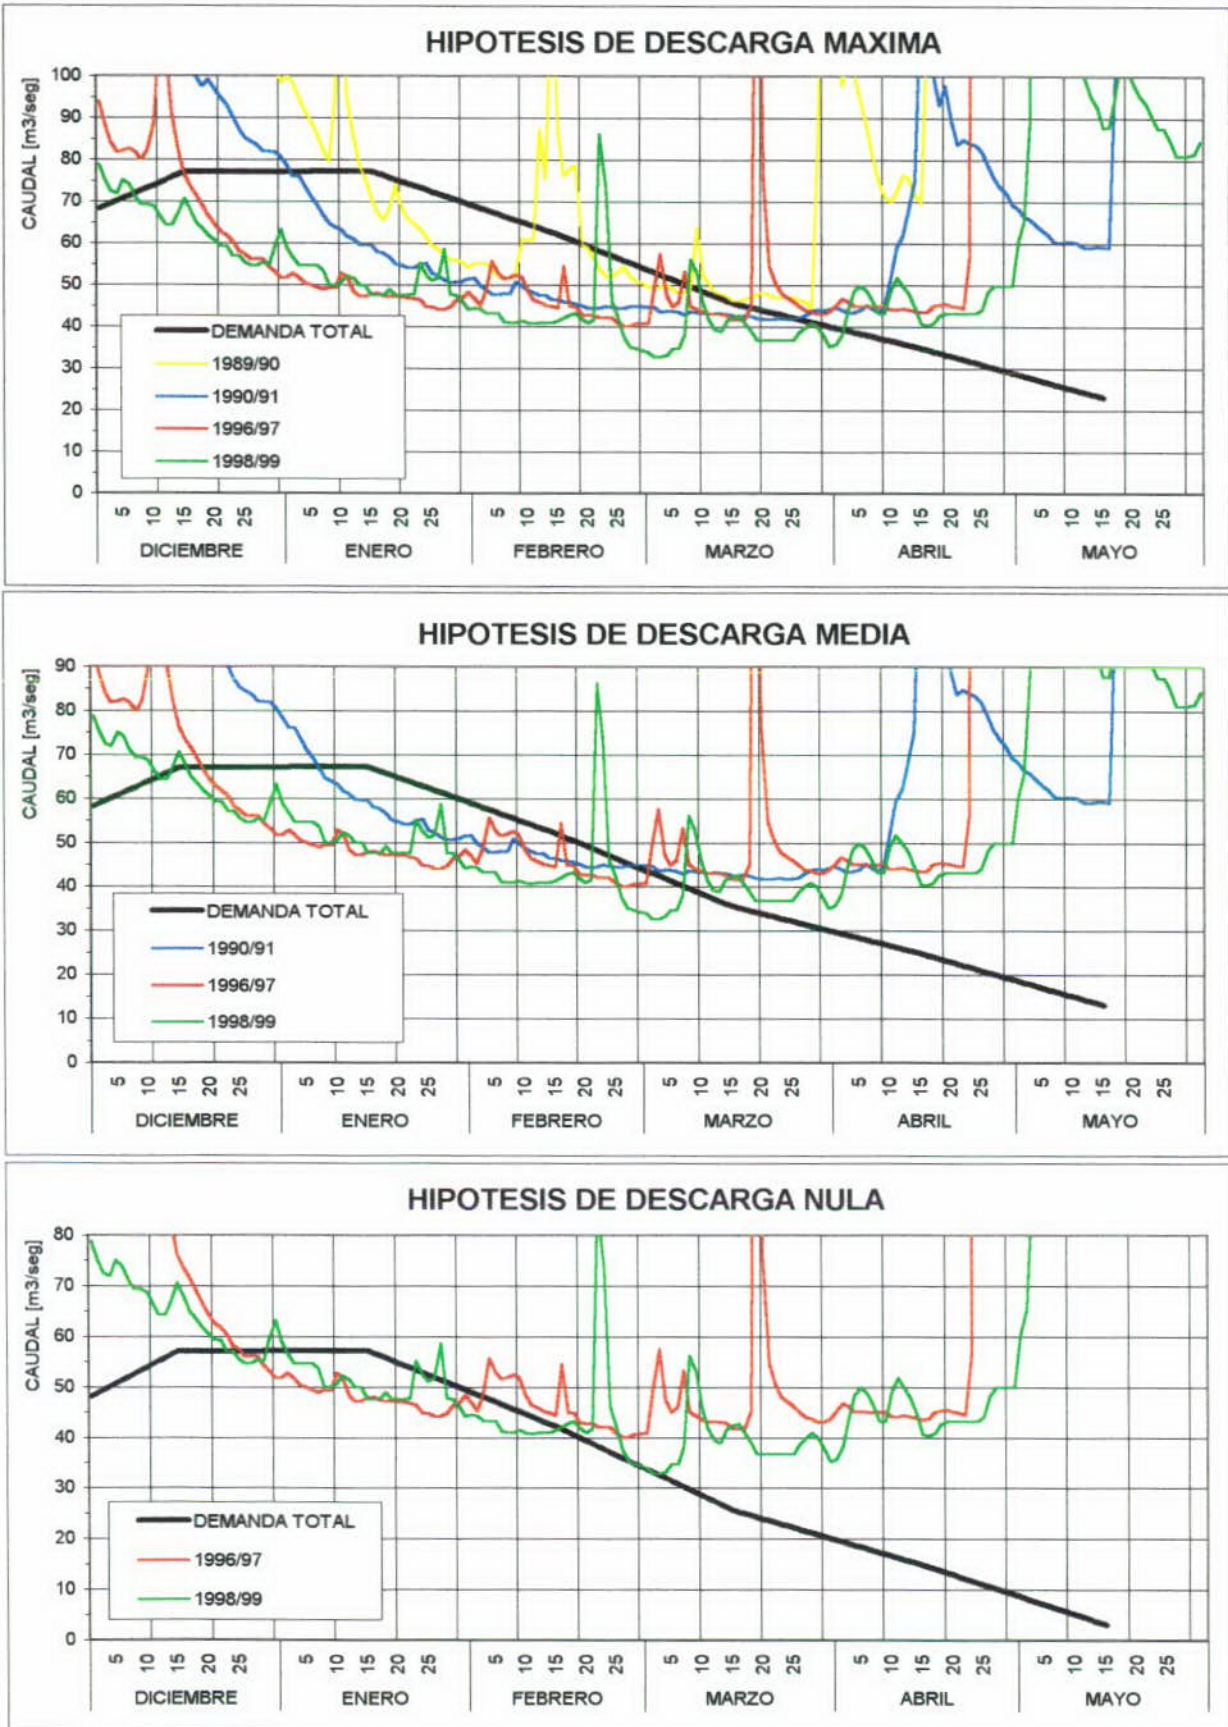 HIPOTESIS DE DESCARGA MAXIMA
CAUDAL [m3/seg]
100
90
80
70
60
50
40
30
20
10
0
DEMANDA TOTAL
1989/90
1990/91
1996/97
1998/99
5 10 15 20 25 5 10 15 20 25 5 10 15 20 25 5 10 15 20 25 5 10 15 20 25 5 10 15 20 25
DICIEMBRE ENERO FEBRERO MARZO ABRIL MAYO
HIPOTESIS DE DESCARGA MEDIA
CAUDAL [m3/seg]
90
80
70
60
50
40
30
20
10
0
DEMANDA TOTAL
1990/91
1996/97
1998/99
5 10 15 20 25 5 10 15 20 25 5 10 15 20 25 5 10 15 20 25 5 10 15 20 25 5 10 15 20 25
DICIEMBRE ENERO FEBRERO MARZO ABRIL MAYO
HIPOTESIS DE DESCARGA NULA
CAUDAL [m3/seg]
80
70
60
50
40
30
20
10
0
DEMANDA TOTAL
1996/97
1998/99
5 10 15 20 25 5 10 15 20 25 5 10 15 20 25 5 10 15 20 25 5 10 15 20 25 5 10 15 20 25
DICIEMBRE ENERO FEBRERO MARZO ABRIL MAYO